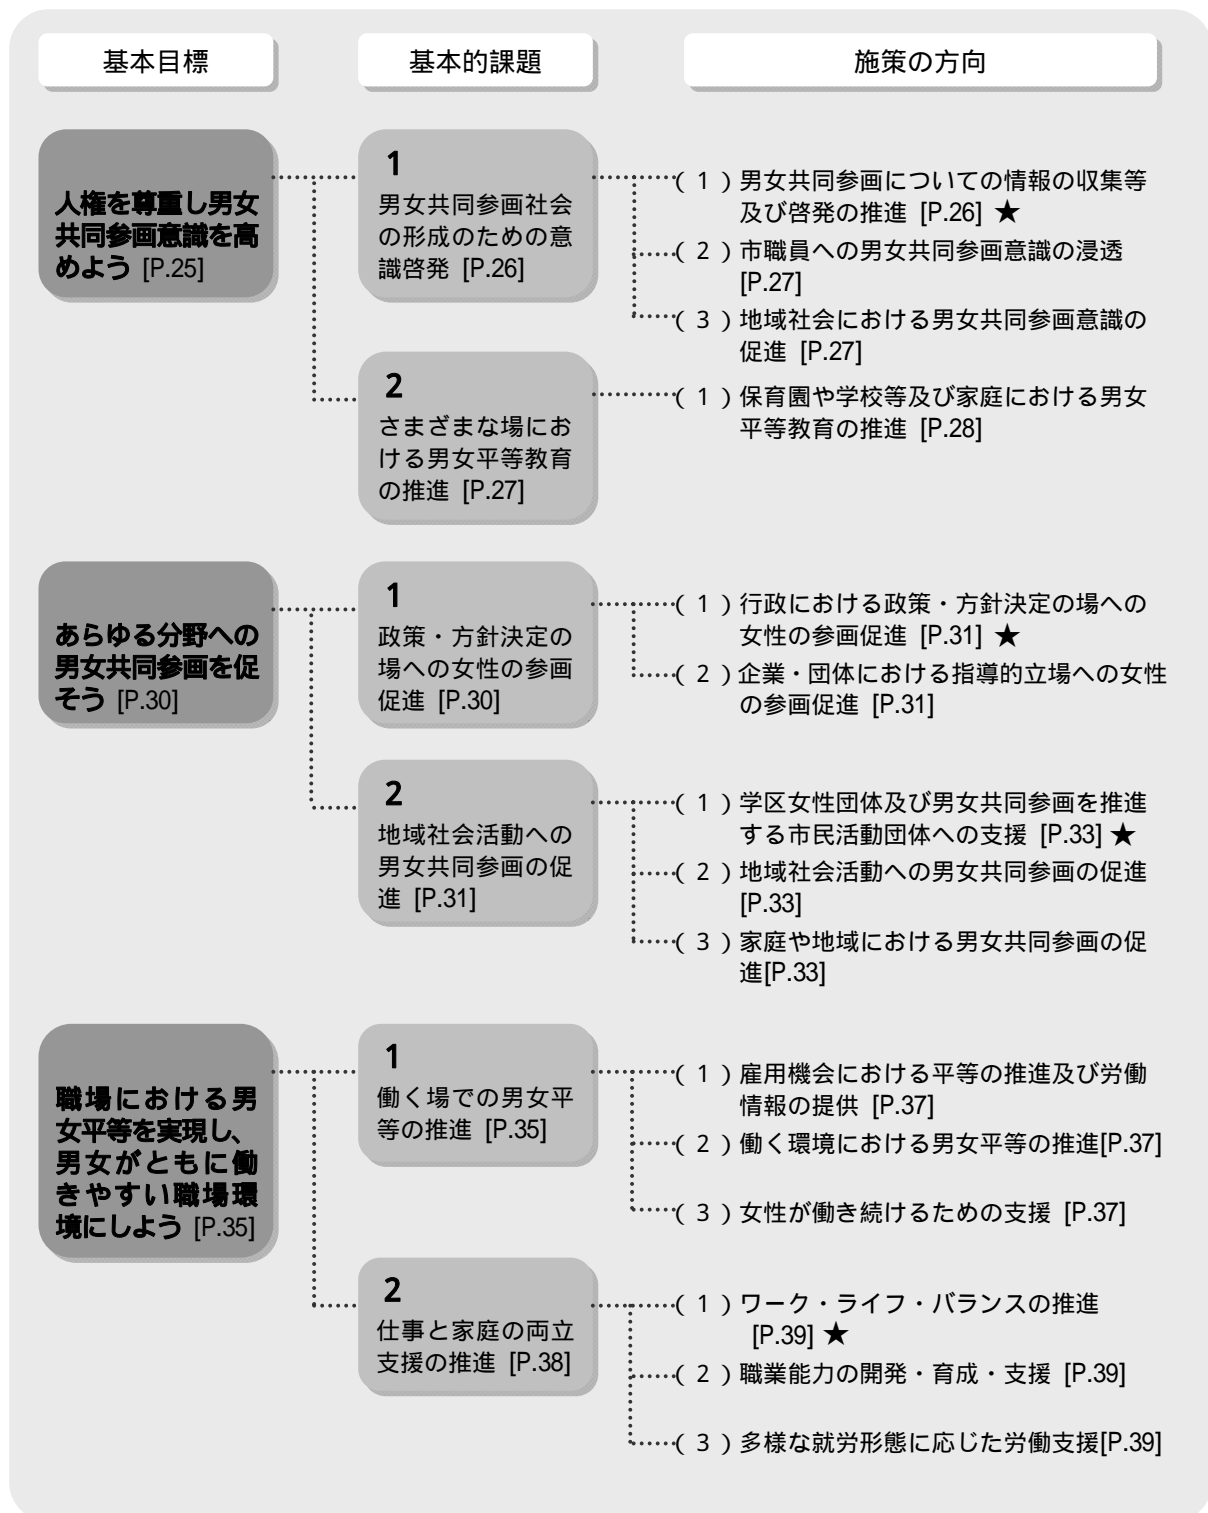 基本目標
基本的課題
施策の方向
人権を尊重し男女
共同参画意識を高
めよう [P.25]
1
男女共同参画社会
の形成のための意
識啓発 [P.26]
(1)男女共同参画についての情報の収集等
及び啓発の推進 [P.26] ★
(2)市職員への男女共同参画意識の浸透
[P.27]
(3)地域社会における男女共同参画意識の
促進 [P.27]
2
さまざまな場にお
ける男女平等教育
の推進 [P.27]
(1)保育園や学校等及び家庭における男女
平等教育の推進 [P.28]
あらゆる分野への
男女共同参画を促
そう [P.30]
1
政策・方針決定の
場への女性の参画
促進 [P.30]
(1)行政における政策・方針決定の場への
女性の参画促進 [P.31] ★
(2)企業・団体における指導的立場への女性
の参画促進 [P.31]
2
地域社会活動への
男女共同参画の促
進 [P.31]
(1)学区女性団体及び男女共同参画を推進
する市民活動団体への支援 [P.33] ★
(2)地域社会活動への男女共同参画の促進
[P.33]
(3)家庭や地域における男女共同参画の促
進[P.33]
職場における男
女平等を実現し、
男女がともに働
きやすい職場環
境にしよう [P.35]
1
働く場での男女平
等の推進 [P.35]
(1)雇用機会における平等の推進及び労働
情報の提供 [P.37]
(2)働く環境における男女平等の推進[P.37]
(3)女性が働き続けるための支援 [P.37]
2
仕事と家庭の両立
支援の推進 [P.38]
(1)ワーク・ライフ・バランスの推進
[P.39] ★
(2)職業能力の開発・育成・支援 [P.39]
(3)多様な就労形態に応じた労働支援[P.39]